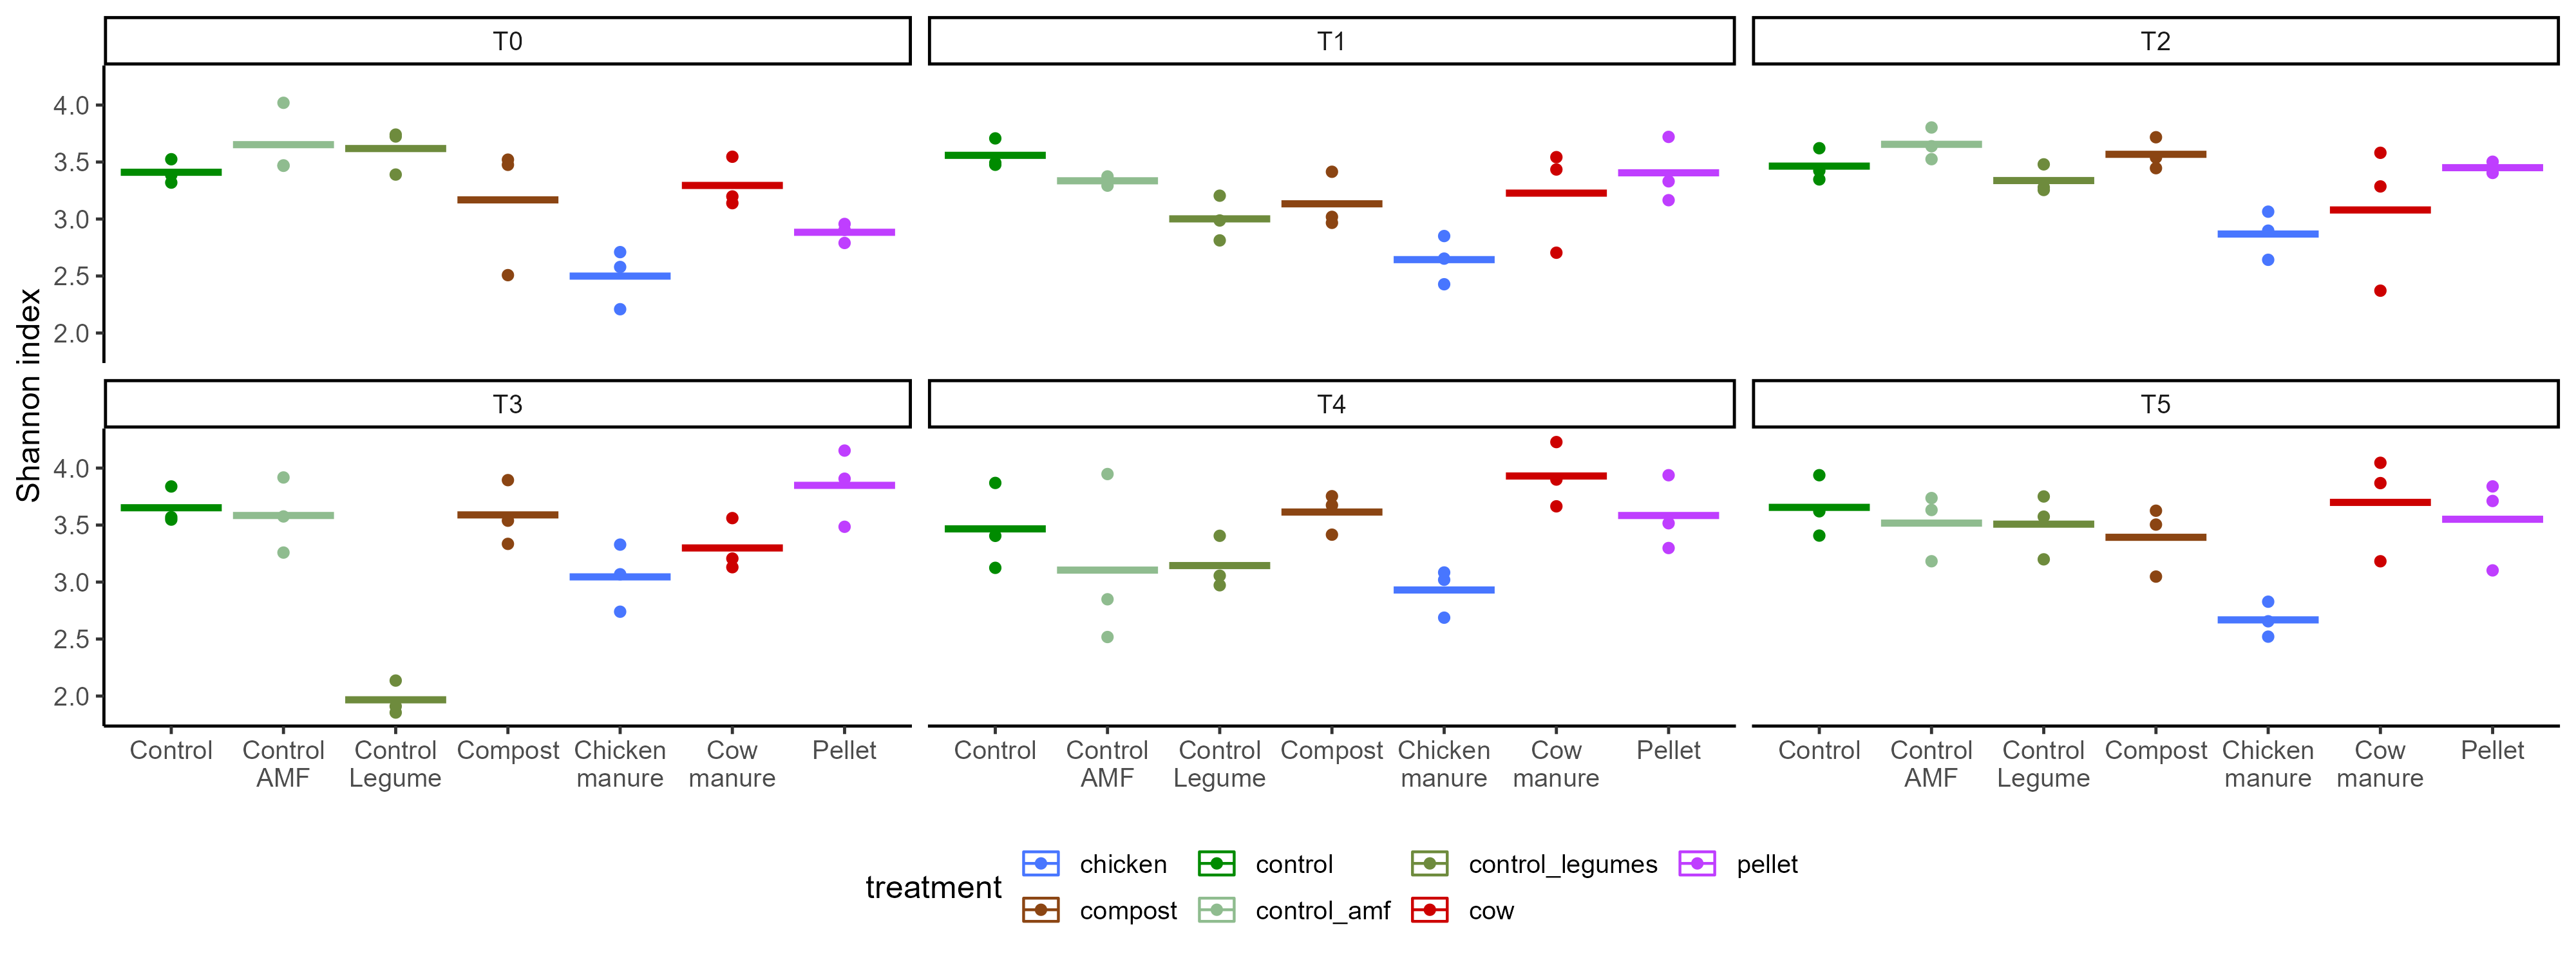 T0 T1 T2
4.0
3.5
3.0
2.5
2.0
Shannon index
T3 T4 T5
4.0
3.5
3.0
2.5
2.0
Control Control Control Compost Chicken Cow Pellet Control Control Control Compost Chicken Cow Pellet Control Control Control Compost Chicken Cow Pellet
AMF Legume manure manure AMF Legume manure manure AMF Legume manure manure
treatment
chicken control control_legumes pellet
compost control_amf cow